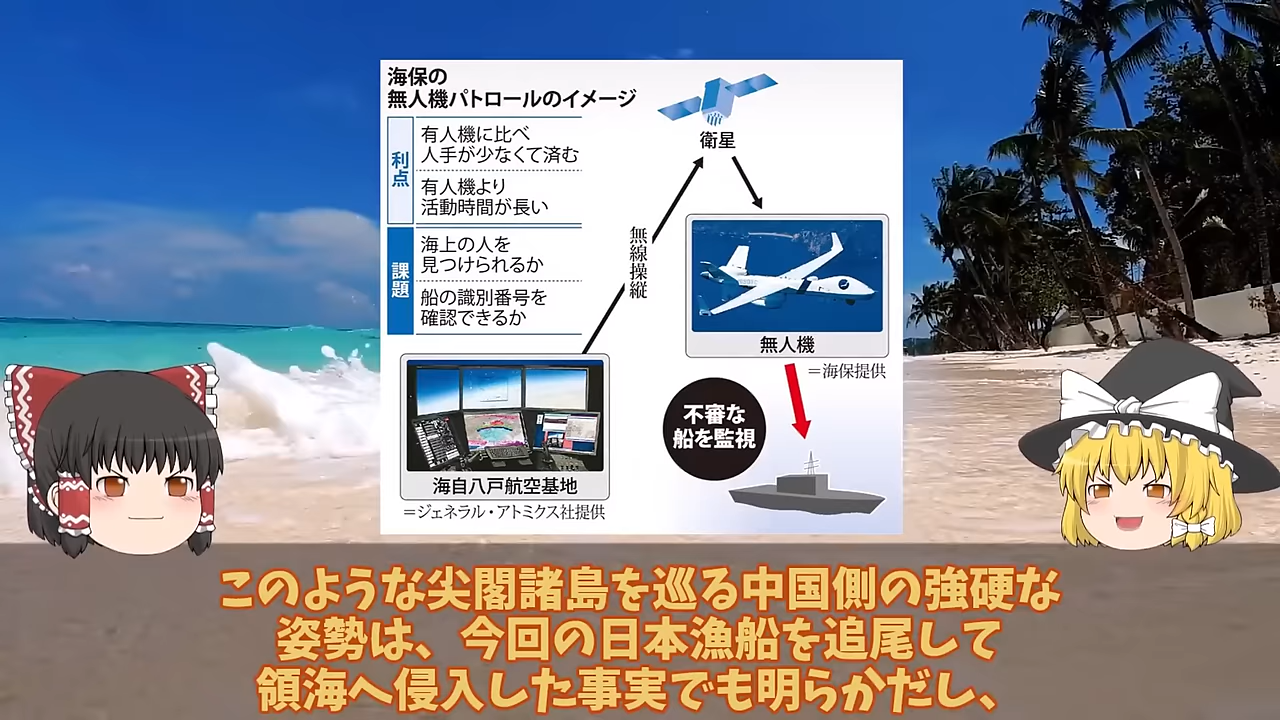 海保の
無人機パトロールのイメージ
利点
有人機に比べ
人手が少なくて済む
有人機より
活動時間が長い
課題
海上の人を
見つけられるか
船の識別番号を
確認できるか
衛星
無線操縦
無人機
＝海保提供
不審な
船を監視
海自八戸航空基地
＝ジェネラル・アトミクス社提供
このような尖閣諸島を巡る中国側の強硬な
姿勢は、今回の日本漁船を追尾して
領海へ侵入した事実でも明らかだし、